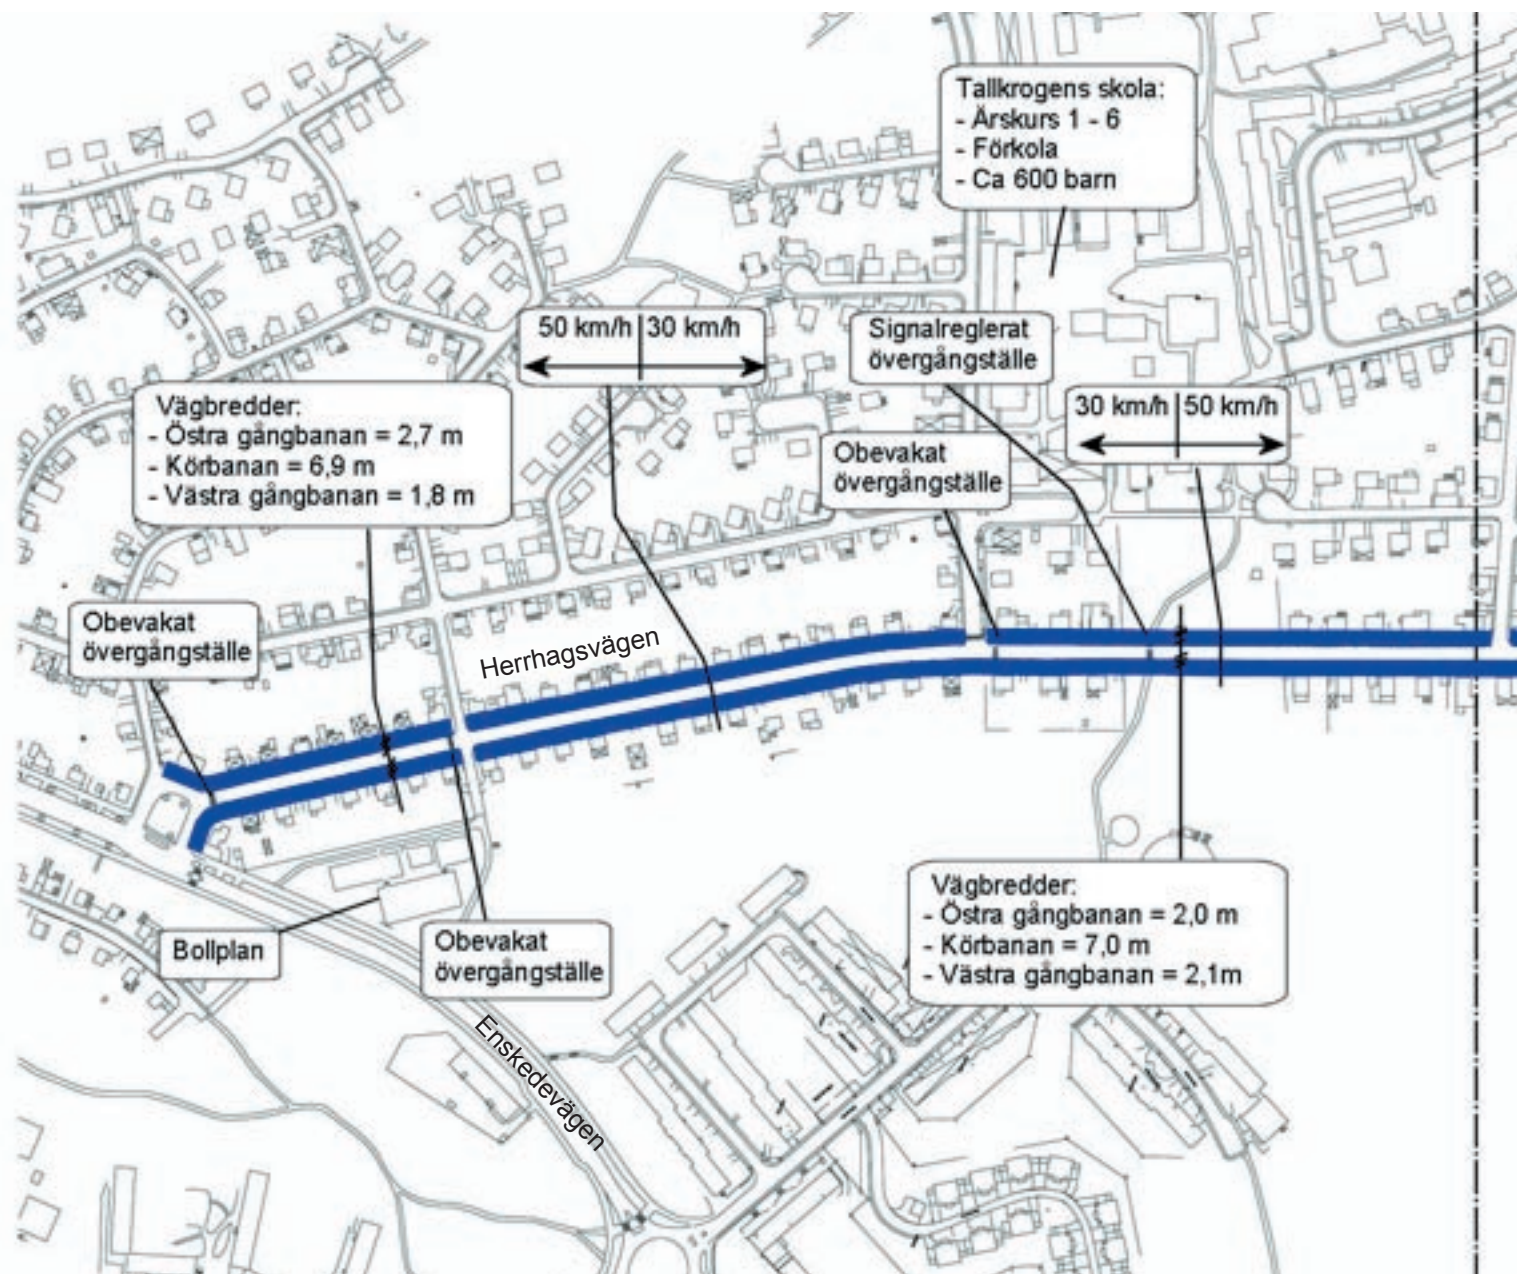 Tallkrogens skola:
- Årskurs 1 - 6
- Förkola
- Ca 600 barn
50 km/h | 30 km/h
Signalreglerat
övergångställe
30 km/h | 50 km/h
Vägbredder:
- Östra gångbanan = 2,7 m
- Körbanan = 6,9 m
- Västra gångbanan = 1,8 m
Obevakat
övergångställe
Obevakat
övergångställe
Herrhagsvägen
Vägbredder:
- Östra gångbanan = 2,0 m
- Körbanan = 7,0 m
- Västra gångbanan = 2,1m
Bollplan
Obevakat
övergångställe
Enskedevägen